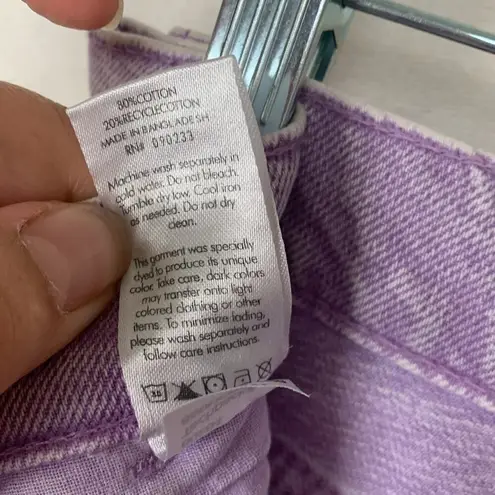 80%COTTON
20%RECYCLECOTTON
MADE IN BANGLADESH
RN# 090233
Machine wash separately in
cold water. Do not bleach.
Tumble dry low. Cool iron
as needed. Do not dry
clean.
This garment was specially
dyed to produce its unique
color. Take care, dark colors
may transfer onto light
colored clothing or other
items. To minimize fading,
please wash separately and
follow care instructions.
30